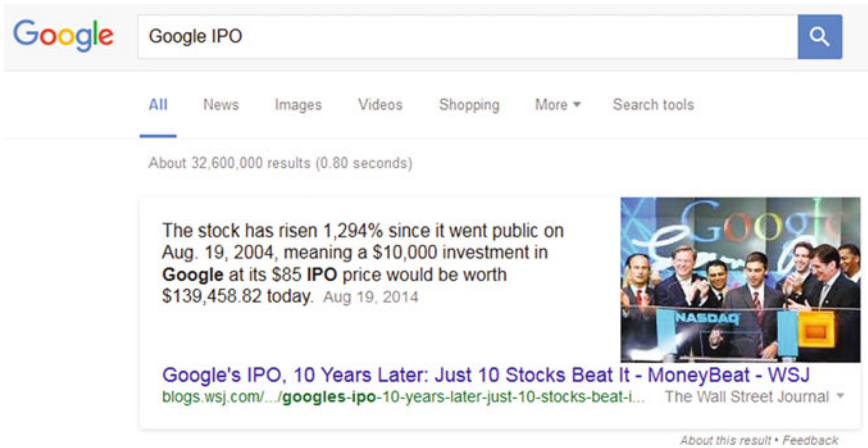 Google Google IPO
All News Images Videos Shopping More Search tools
About 32,600,000 results (0.80 seconds)
The stock has risen 1,294% since it went public on
Aug. 19, 2004, meaning a $10,000 investment in
Google at its $85 IPO price would be worth
$139,458.82 today. Aug 19, 2014
Google
NASDAQ
Google's IPO, 10 Years Later: Just 10 Stocks Beat It - MoneyBeat - WSJ
blogs.wsj.com/.../googles-ipo-10-years-later-just-10-stocks-beat-i... The Wall Street Journal
About this result • Feedback